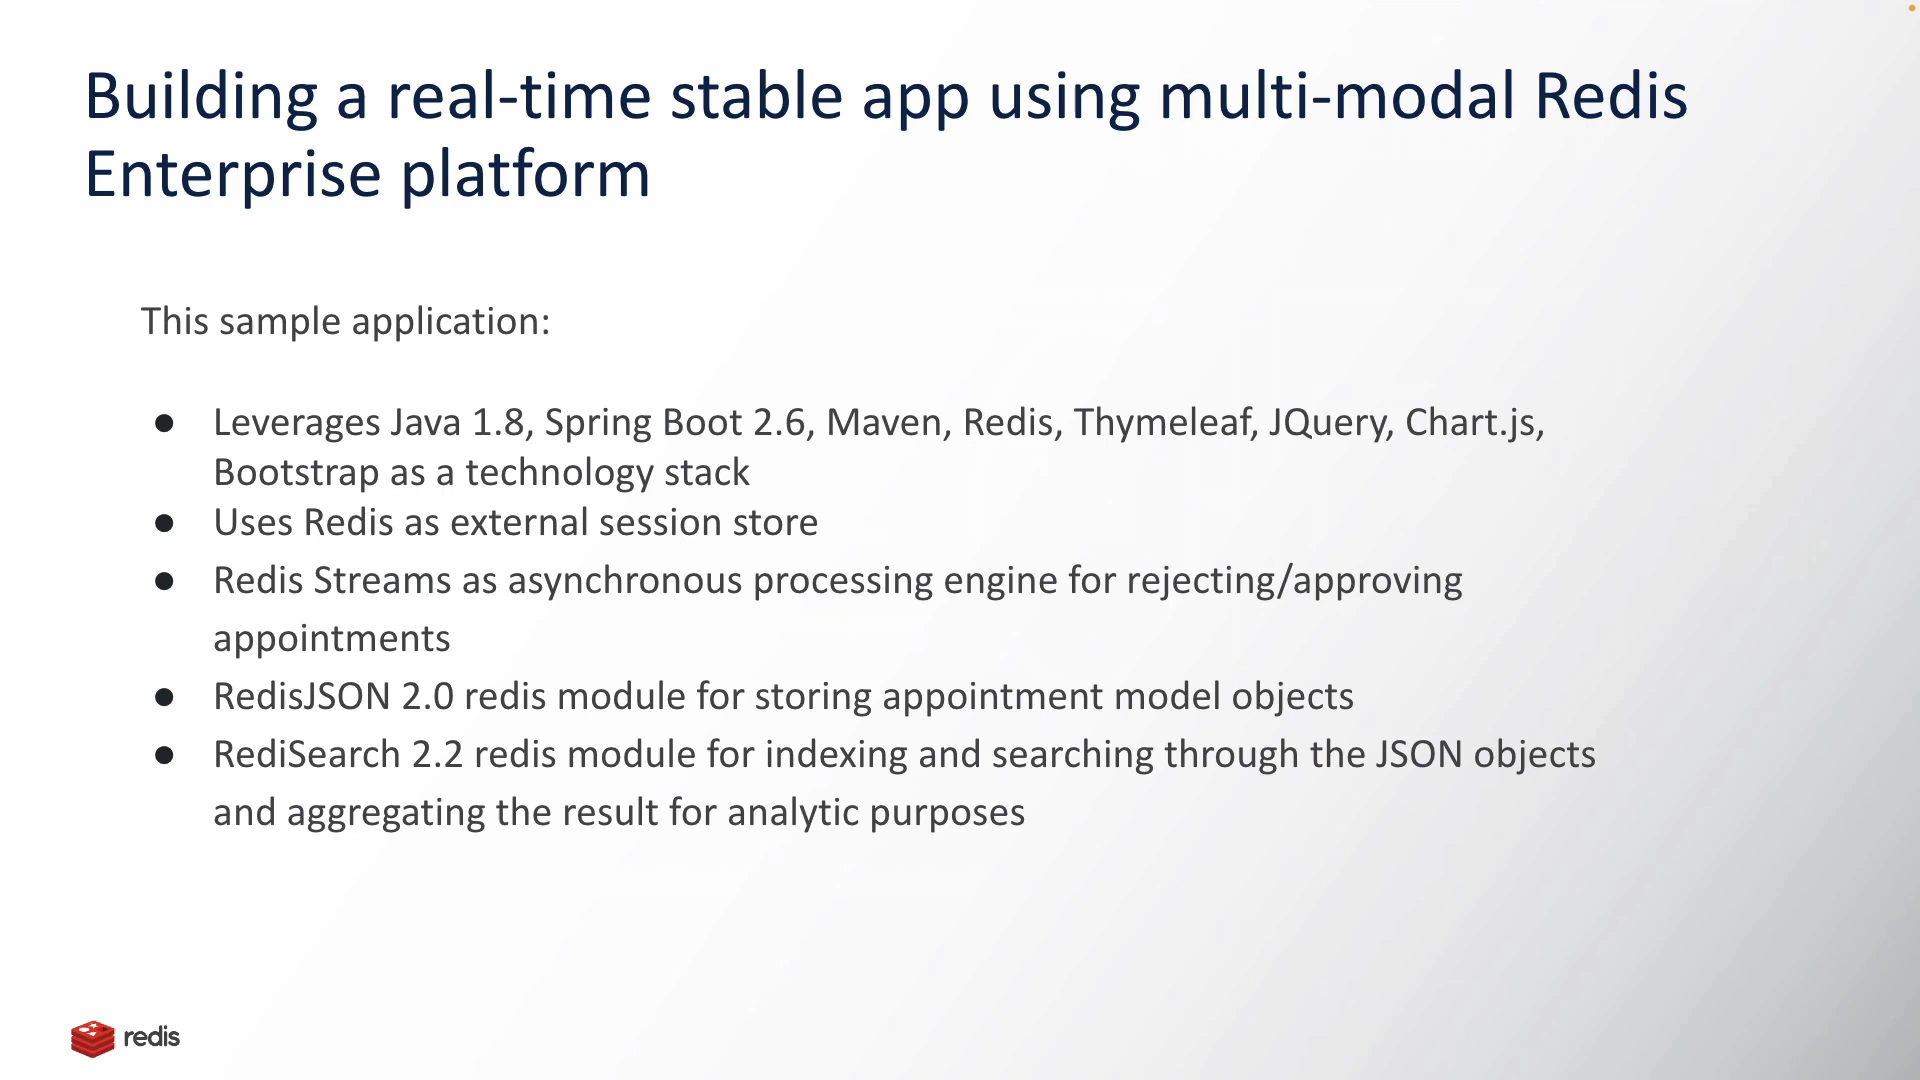 Building a real-time stable app using multi-modal Redis
Enterprise platform
This sample application:
● Leverages Java 1.8, Spring Boot 2.6, Maven, Redis, Thymeleaf, JQuery, Chart.js,
Bootstrap as a technology stack
● Uses Redis as external session store
● Redis Streams as asynchronous processing engine for rejecting/approving
appointments
● RedisJSON 2.0 redis module for storing appointment model objects
● RediSearch 2.2 redis module for indexing and searching through the JSON objects
and aggregating the result for analytic purposes
redis